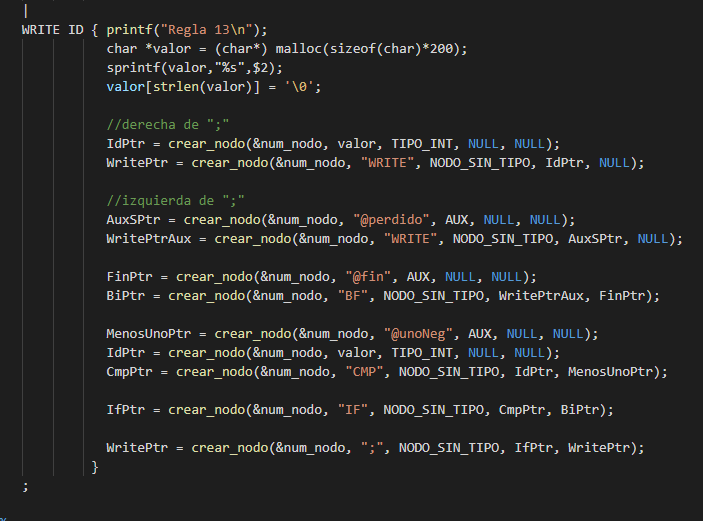 |
WRITE ID { printf("Regla 13\n");
char *valor = (char*) malloc(sizeof(char)*200);
sprintf(valor,"%s",$2);
valor[strlen(valor)] = '\0';
//derecha de ";"
IdPtr = crear_nodo(&num_nodo, valor, TIPO_INT, NULL, NULL);
WritePtr = crear_nodo(&num_nodo, "WRITE", NODO_SIN_TIPO, IdPtr, NULL);
//izquierda de ";"
AuxSPtr = crear_nodo(&num_nodo, "@perdido", AUX, NULL, NULL);
WritePtrAux = crear_nodo(&num_nodo, "WRITE", NODO_SIN_TIPO, AuxSPtr, NULL);
FinPtr = crear_nodo(&num_nodo, "@fin", AUX, NULL, NULL);
BiPtr = crear_nodo(&num_nodo, "BF", NODO_SIN_TIPO, WritePtrAux, FinPtr);
MenosUnoPtr = crear_nodo(&num_nodo, "@unoNeg", AUX, NULL, NULL);
IdPtr = crear_nodo(&num_nodo, valor, TIPO_INT, NULL, NULL);
CmpPtr = crear_nodo(&num_nodo, "CMP", NODO_SIN_TIPO, IdPtr, MenosUnoPtr);
IfPtr = crear_nodo(&num_nodo, "IF", NODO_SIN_TIPO, CmpPtr, BiPtr);
WritePtr = crear_nodo(&num_nodo, ";", NODO_SIN_TIPO, IfPtr, WritePtr);
}
;